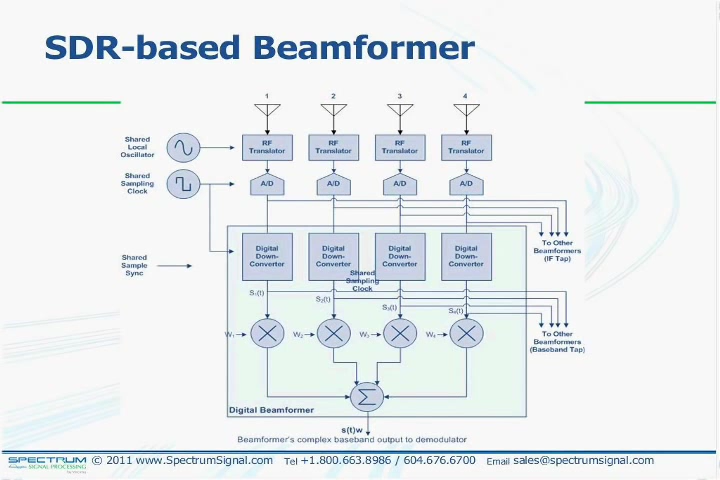 SDR-based Beamformer
1 2 3 4
Shared
Local
Oscillator
RF
Translator
RF
Translator
RF
Translator
RF
Translator
Shared
Sampling
Clock
A/D A/D A/D A/D
To Other
Beamformers
(IF Tap)
Shared
Sample
Sync
Digital
Down-
Converter
Digital
Down-
Converter
Digital
Down-
Converter
Digital
Down-
Converter
Shared
Sampling
Clock
S₁(t)
S₂(t)
S₃(t)
S₄(t)
W₁ W₂ W₃ W₄
To Other
Beamformers
(Baseband Tap)
Σ
Digital Beamformer
s(t)w
Beamformer's complex baseband output to demodulator
SPECTRUM
SIGNAL PROCESSING
© 2011 www.SpectrumSignal.com Tel +1.800.663.8986 / 604.676.6700 Email sales@spectrumsignal.com